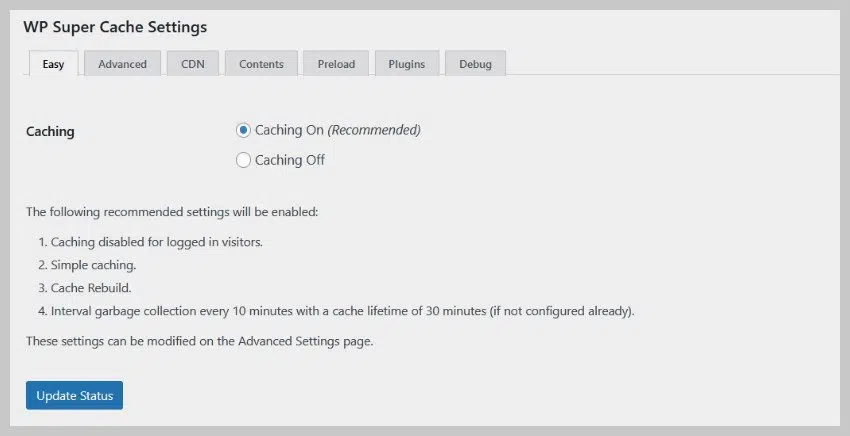 WP Super Cache Settings
Easy Advanced CDN Contents Preload Plugins Debug
Caching
Caching On (Recommended)
Caching Off
The following recommended settings will be enabled:
1. Caching disabled for logged in visitors.
2. Simple caching.
3. Cache Rebuild.
4. Interval garbage collection every 10 minutes with a cache lifetime of 30 minutes (if not configured already).
These settings can be modified on the Advanced Settings page.
Update Status